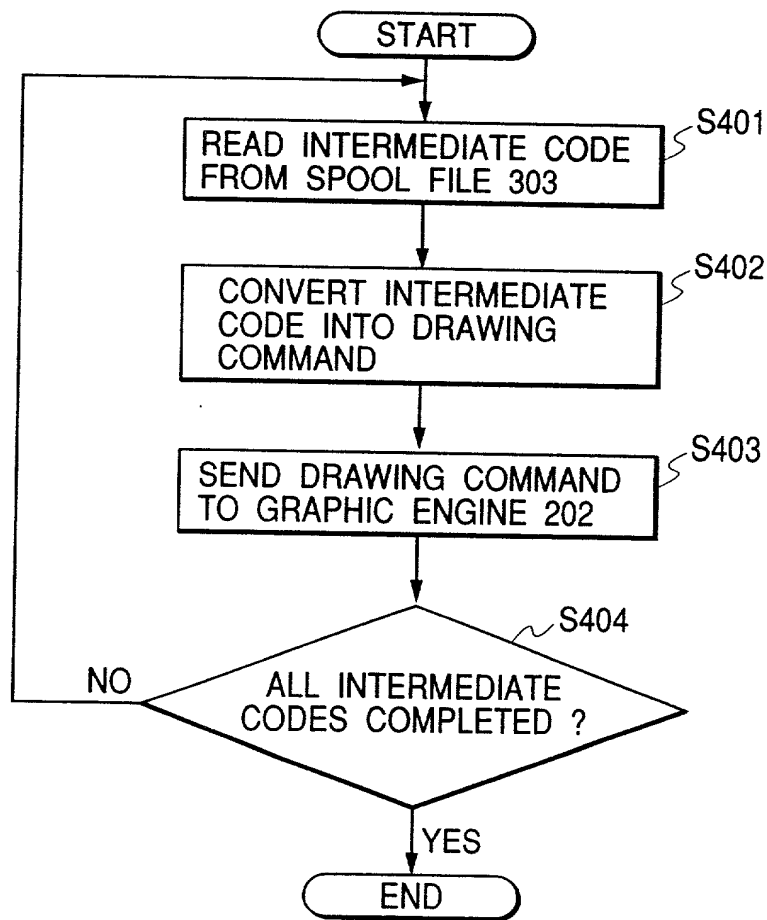 START
S401
READ INTERMEDIATE CODE
FROM SPOOL FILE 303
S402
CONVERT INTERMEDIATE
CODE INTO DRAWING
COMMAND
S403
SEND DRAWING COMMAND
TO GRAPHIC ENGINE 202
S404
NO
ALL INTERMEDIATE
CODES COMPLETED ?
YES
END